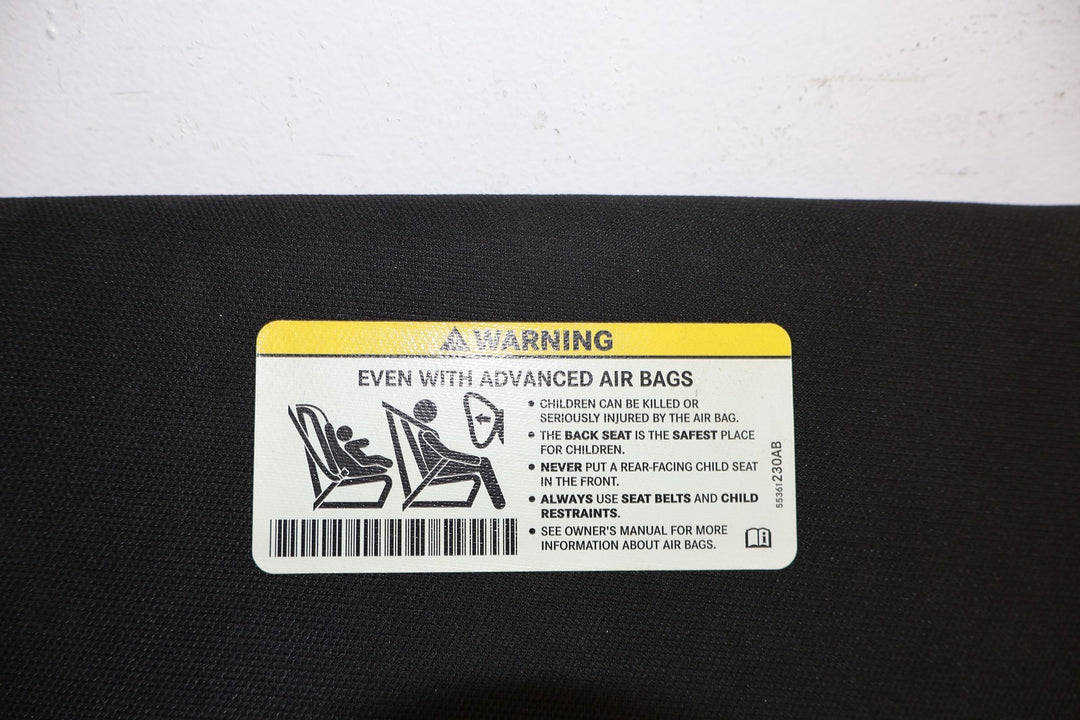 WARNING
EVEN WITH ADVANCED AIR BAGS
• CHILDREN CAN BE KILLED OR
SERIOUSLY INJURED BY THE AIR BAG.
• THE BACK SEAT IS THE SAFEST PLACE
FOR CHILDREN.
• NEVER PUT A REAR-FACING CHILD SEAT
IN THE FRONT.
• ALWAYS USE SEAT BELTS AND CHILD
RESTRAINTS.
• SEE OWNER'S MANUAL FOR MORE
INFORMATION ABOUT AIR BAGS.
55361230AB